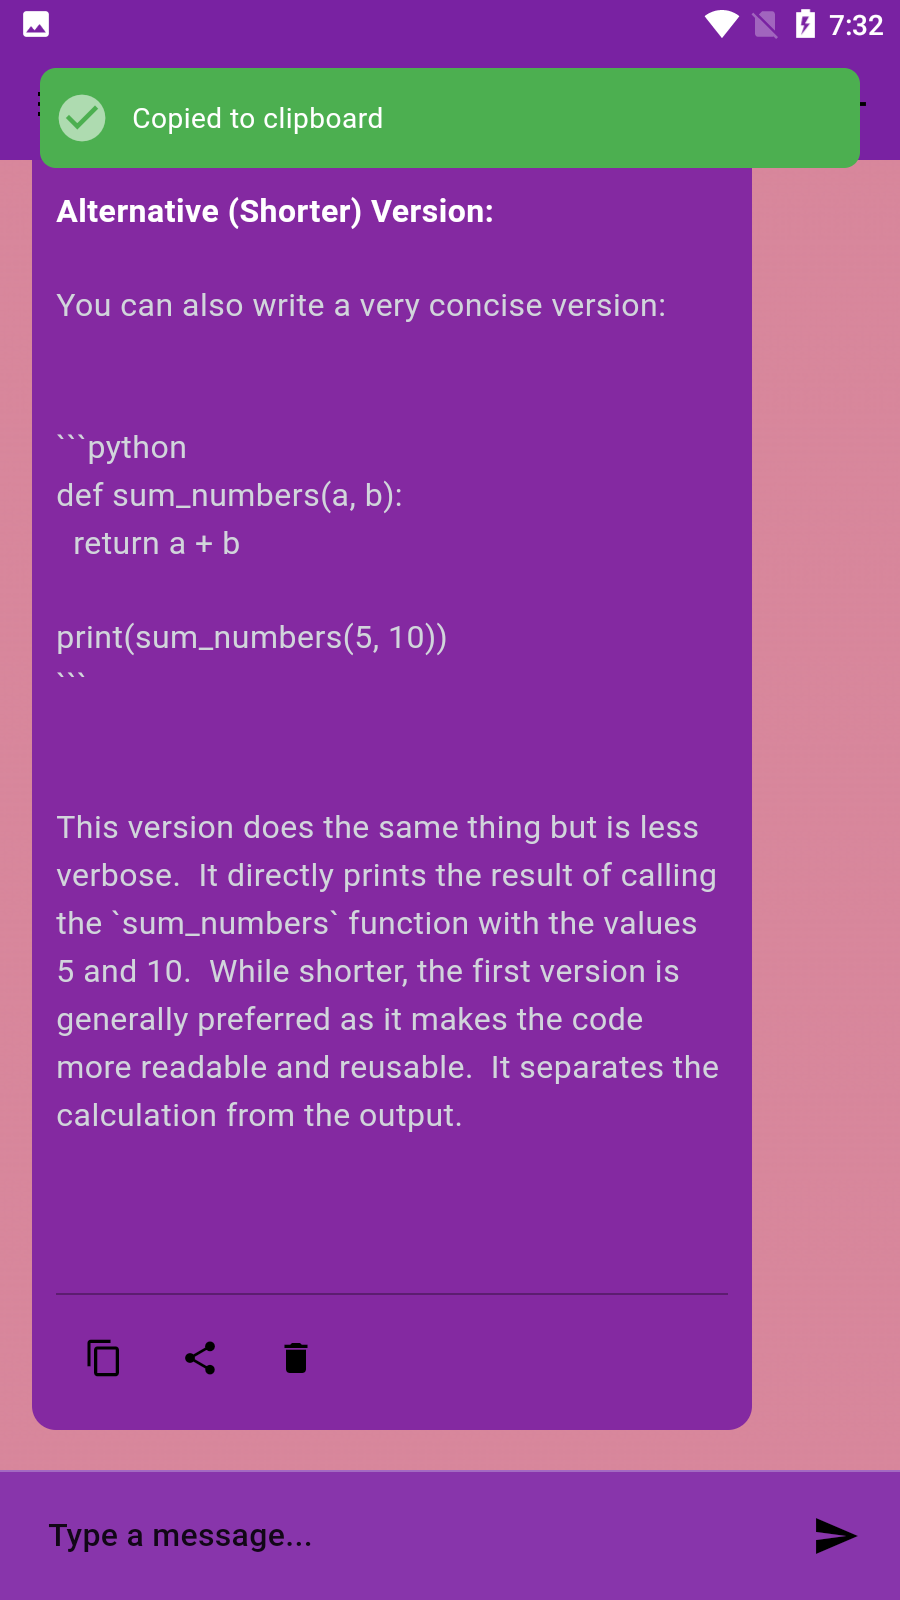 7:32
Copied to clipboard
Alternative (Shorter) Version:
You can also write a very concise version:
```python
def sum_numbers(a, b):
  return a + b
print(sum_numbers(5, 10))
```
This version does the same thing but is less
verbose.  It directly prints the result of calling
the `sum_numbers` function with the values
5 and 10.  While shorter, the first version is
generally preferred as it makes the code
more readable and reusable.  It separates the
calculation from the output.
Type a message...